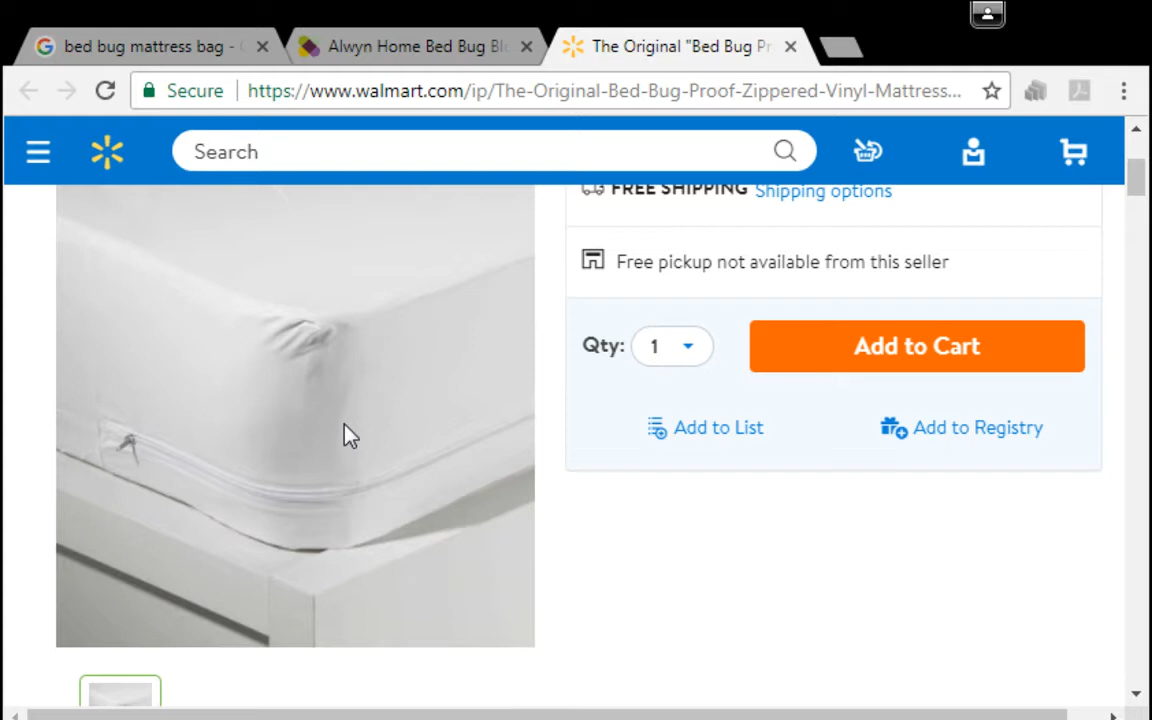 bed bug mattress bag -
Alwyn Home Bed Bug Bl
The Original "Bed Bug Pr
Secure
https://www.walmart.com/ip/The-Original-Bed-Bug-Proof-Zippered-Vinyl-Mattress...
Search
FREE SHIPPING Shipping options
Free pickup not available from this seller
Qty: 1
Add to Cart
Add to List
Add to Registry